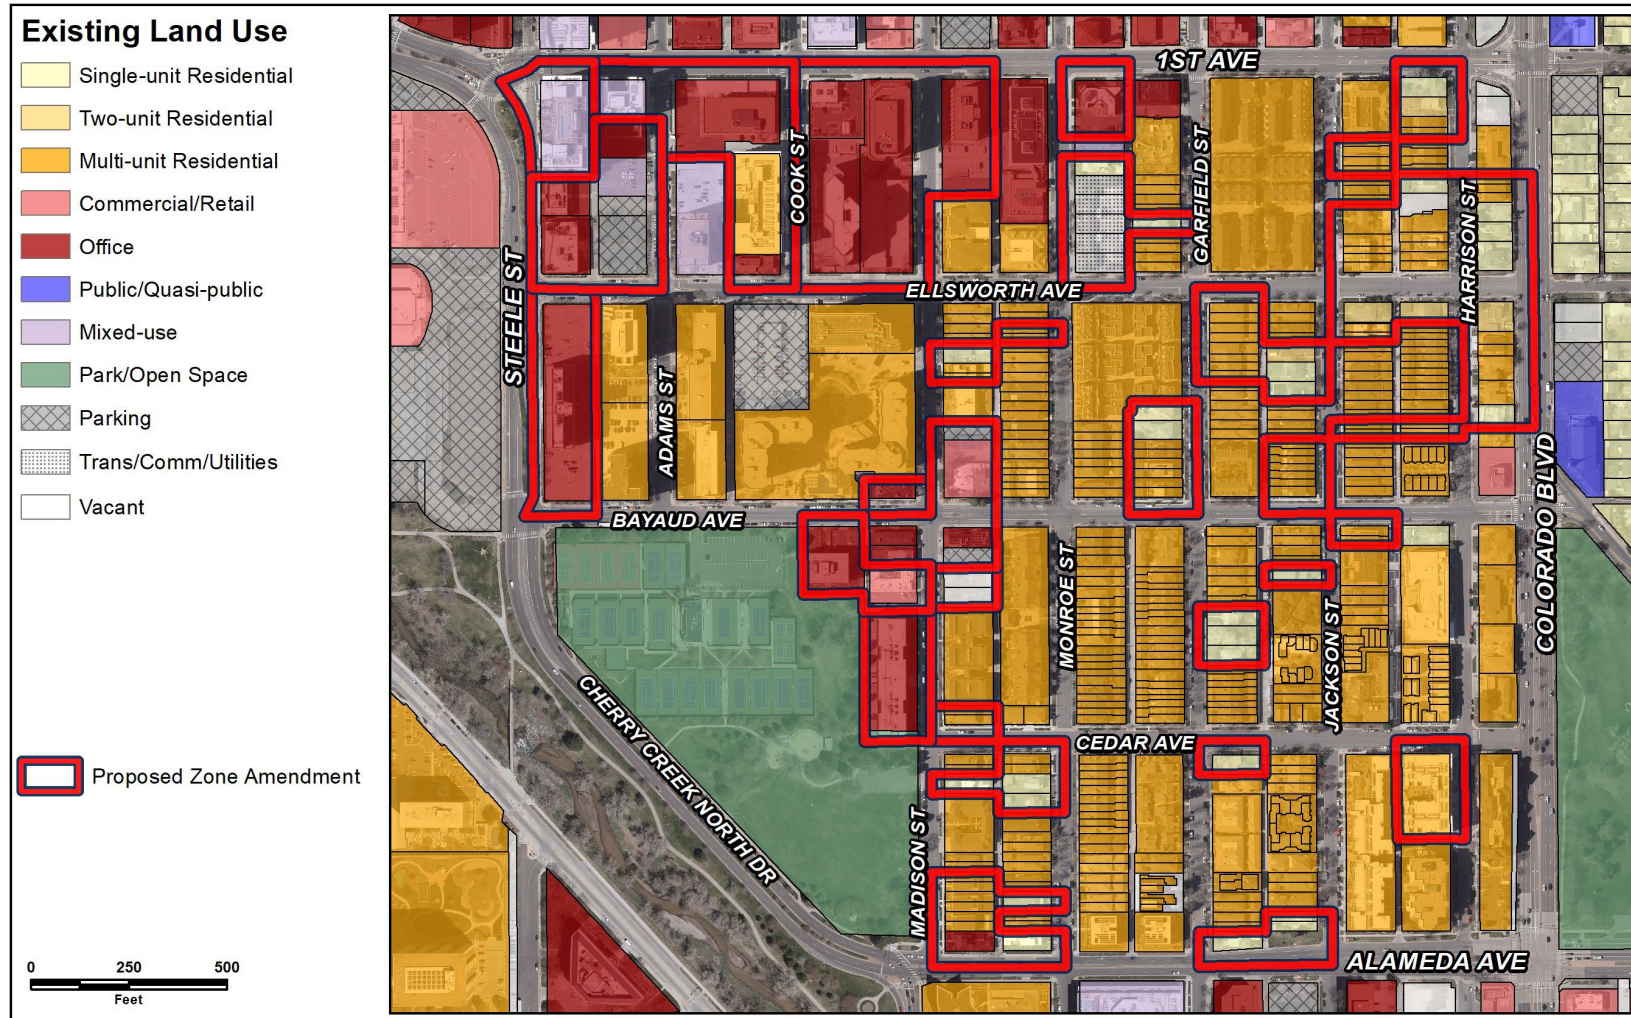 Existing Land Use
Single-unit Residential
Two-unit Residential
Multi-unit Residential
Commercial/Retail
Office
Public/Quasi-public
Mixed-use
Park/Open Space
Parking
Trans/Comm/Utilities
Vacant
Proposed Zone Amendment
0 250 500
Feet
1ST AVE
COOK ST
GARFIELD ST
HARRISON ST
STEELE ST
ELLSWORTH AVE
ADAMS ST
BAYAUD AVE
COLORADO BLVD
MONROE ST
JACKSON ST
CHERRY CREEK NORTH DR
CEDAR AVE
MADISON ST
ALAMEDA AVE